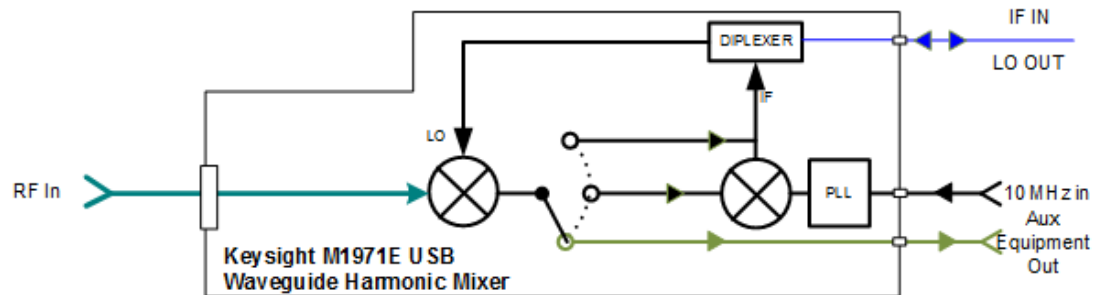 IF IN
DIPLEXER
LO OUT
IF
LO
RF In
PLL
10 MHz in
Aux
Equipment
Out
Keysight M1971E USB
Waveguide Harmonic Mixer